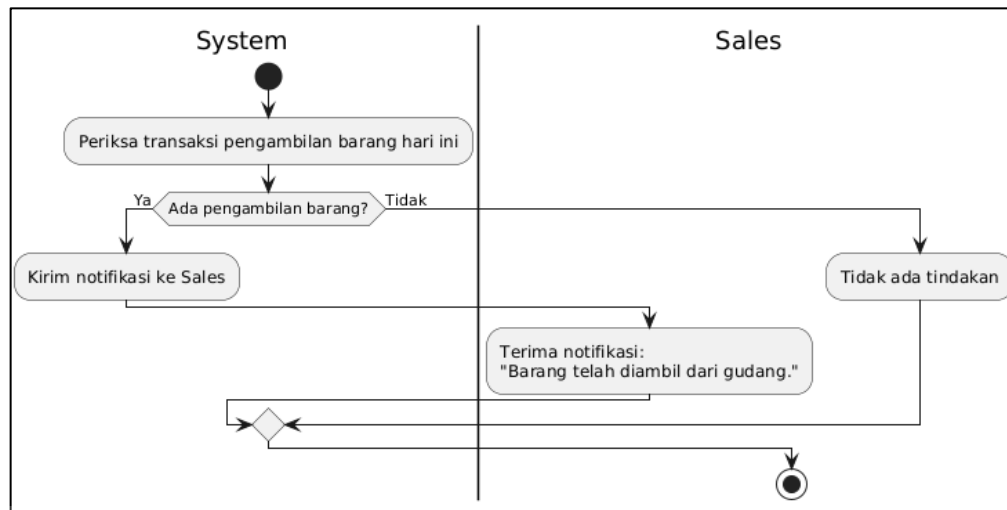 System
Sales
Periksa transaksi pengambilan barang hari ini
Ya
Ada pengambilan barang?
Tidak
Kirim notifikasi ke Sales
Tidak ada tindakan
Terima notifikasi:
"Barang telah diambil dari gudang."